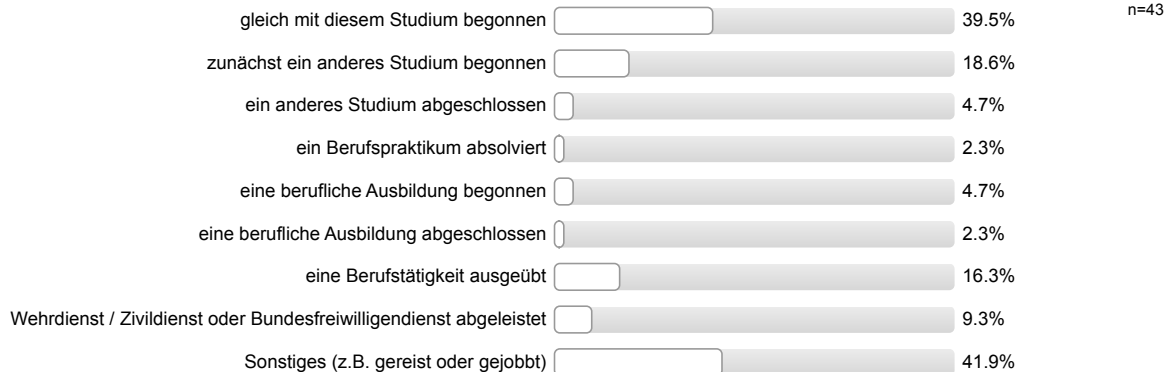 gleich mit diesem Studium begonnen 39.5% n=43
zunächst ein anderes Studium begonnen 18.6%
ein anderes Studium abgeschlossen 4.7%
ein Berufspraktikum absolviert 2.3%
eine berufliche Ausbildung begonnen 4.7%
eine berufliche Ausbildung abgeschlossen 2.3%
eine Berufstätigkeit ausgeübt 16.3%
Wehrdienst / Zivildienst oder Bundesfreiwilligendienst abgeleistet 9.3%
Sonstiges (z.B. gereist oder gejobbt) 41.9%